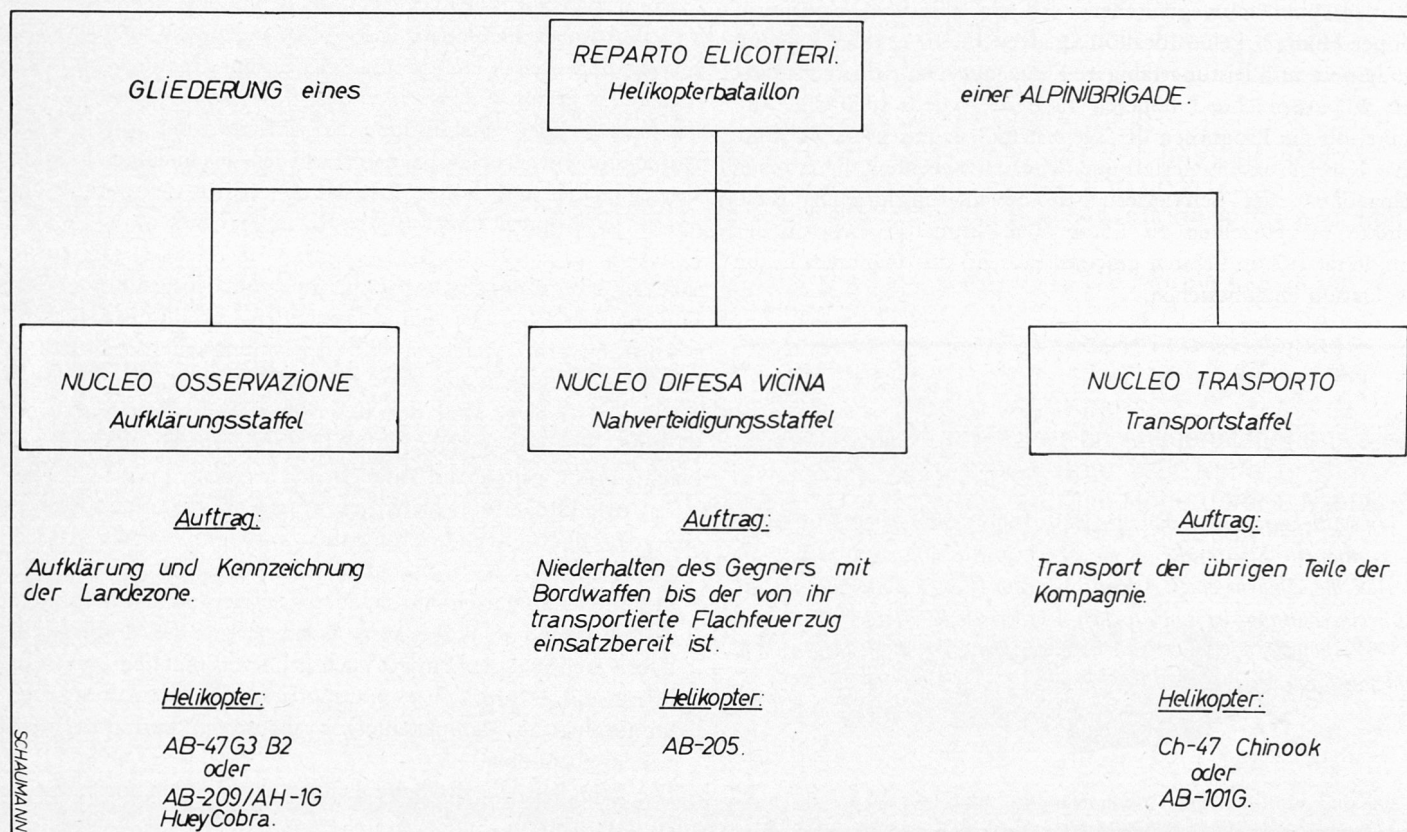 GLIEDERUNG eines
REPARTO ELICOTTERI.
Helikopterbataillon
einer ALPINIBRIGADE.
NUCLEO OSSERVAZIONE
Aufklärungsstaffel
Auftrag:
Aufklärung und Kennzeichnung
der Landezone.
Helikopter:
AB-47G3 B2
oder
AB-209/AH-1G
HueyCobra.
NUCLEO DIFESA VICINA
Nahverteidigungsstaffel
Auftrag:
Niederhalten des Gegners mit
Bordwaffen bis der von ihr
transportierte Flachfeuerzug
einsatzbereit ist.
Helikopter:
AB-205.
NUCLEO TRASPORTO
Transportstaffel
Auftrag:
Transport der übrigen Teile der
Kompagnie.
Helikopter:
Ch-47 Chinook
oder
AB-101G.
SCHAUMANN